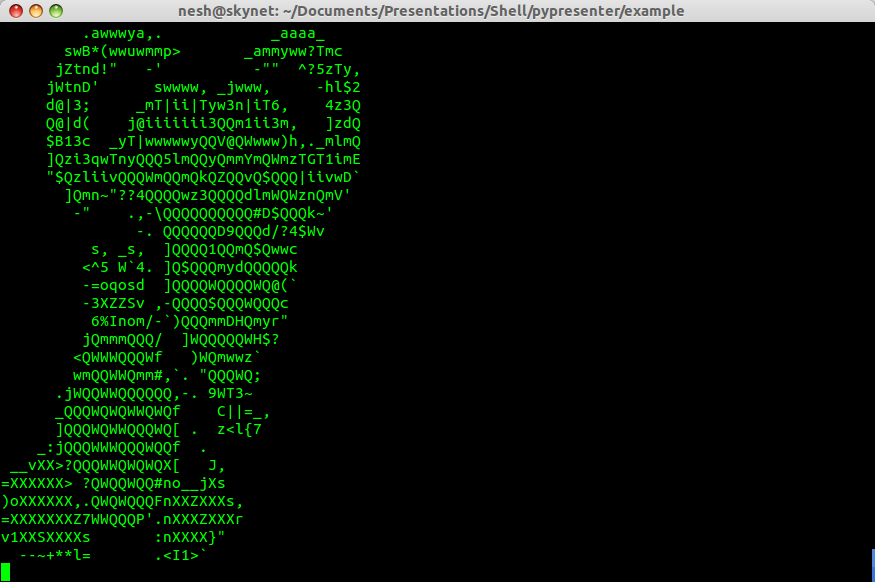 nesh@skynet: ~/Documents/Presentations/Shell/pypresenter/example
         .awwwya,.            _aaaa_
       swB*(wwuwmmp>       _ammyww?Tmc
      jZtnd!"   -'          -""  ^?5zTy,
     jWtnD'      swwww, _jwww,     -hl$2
     d@|3;     _mT|ii|Tyw3n|iT6,    4z3Q
     Q@|d(    j@iiiiiii3QQm1ii3m,   ]zdQ
     $B13c  _yT|wwwwwyQQV@QWwww)h,._mlmQ
     ]Qzi3qwTnyQQQ5lmQQyQmmYmQWmzTGT1imE
     "$QzliivQQQWmQQmQkQZQQvQ$QQQ|iivwD`
       ]Qmn~"??4QQQQwz3QQQQdlmWQWznQmV'
        -"    .,-\QQQQQQQQQQ#D$QQQk~'
               -. QQQQQQD9QQQd/?4$Wv
          s, _s,  ]QQQQ1QQmQ$Qwwc
         <^5 W`4. ]Q$QQQmydQQQQQk
         -=oqosd  ]QQQQWQQQQWQ@(`
         -3XZZSv ,-QQQQ$QQQWQQQc
          6%Inom/-`)QQQmmDHQmyr"
         jQmmmQQQ/  ]WQQQQQWH$?
        <QWWWQQQWf   )WQmwwz`
        wmQQWWQmm#,`. "QQQWQ;
      .jWQQWWQQQQQQ,-. 9WT3~
      _QQQWQWQWWQWQf    C||=_,
      ]QQQWQWWQQQWQ[ .  z<l{7
    _:jQQQWWWQQQWQQf  .
 __vXX>?QQQWWQWQWQX[   J,
=XXXXXX> ?QWQQWQQ#no__jXs
)oXXXXXX,.QWQWQQQFnXXZXXXs,
=XXXXXXXZ7WWQQQP'.nXXXZXXXr
v1XXSXXXXs       :nXXXX}"
  --~+**l=       .<I1>`